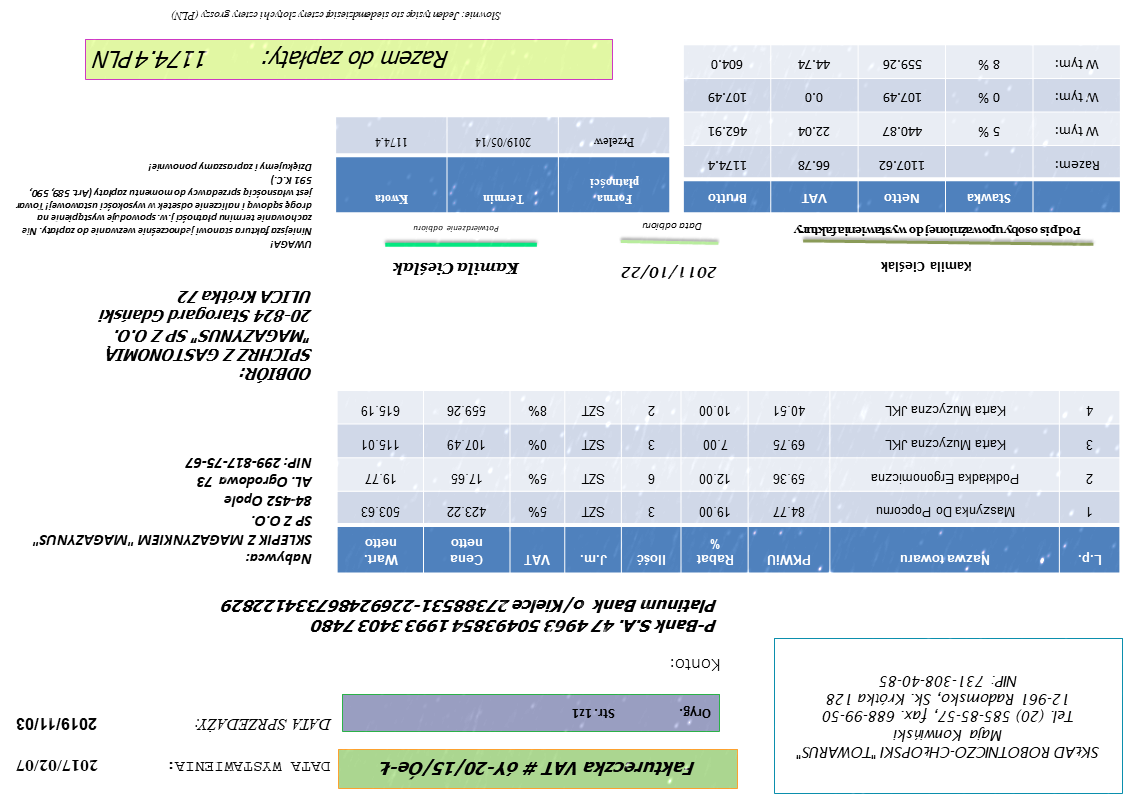 SKŁAD ROBOTNICZO-CHŁOPSKI "TOWARUS"
Maja Konwiński
Tel. (20) 585-85-57, fax. 688-99-50
12-961 Radomsko, Sk. Krótka 128
NIP: 731-308-40-85
Faktureczka VAT # óY-20/15/Óe-Ł
Oryg. Str. 1z1
DATA WYSTAWIENIA: 2017/02/07
DATA SPRZEDAŻY: 2019/11/03
Konto:
P-Bank S.A. 47 4963 50493854 1993 3403 7480
Platinum Bank o/Kielce 27388531-2269248673341 22829
L.p. Nazwa towaru PKWiU Rabat % Ilość J.m. VAT Cena netto Wart. netto
1 Maszynka Do Popcornu 84.77 19.00 3 SZT 5% 423.22 503.63
2 Podkładka Ergonomiczna 59.36 12.00 6 SZT 5% 17.65 19.77
3 Karta Muzyczna JKL 69.75 7.00 3 SZT 0% 107.49 115.01
4 Karta Muzyczna JKL 40.51 10.00 2 SZT 8% 559.26 615.19
Nabywca:
SKLEPIK Z MAGAZYNKIEM "MAGAZYNUS"
SP Z O.O.
84-452 Opole
AL. Ogrodowa 73
NIP: 299-817-75-67
ODBIÓR:
SPICHRZ Z GASTONOMIĄ
"MAGAZYNUS" SP Z O.O.
20-824 Starogard Gdański
ULICA Krótka 72
Kamila Cieślak
Podpis osoby upoważnionej do wystawienia faktury
2011/10/22
Data odbioru
Kamila Cieślak
Potwierdzenie odbioru
UWAGA!
Niniejsza faktura stanowi jednocześnie wezwanie do zapłaty. Nie
zachowanie terminu płatności j.w. spowoduje wystąpienie na
drogę sądową i naliczenie odsetek w wysokości ustawowej! Towar
jest własnością sprzedawcy do momentu zapłaty (Art. 585, 590,
591 K.C.)
Dziękujemy i zapraszamy ponownie!
Stawka Netto VAT Brutto
Razem: 1107.62 66.78 1174.4
W tym: 5 % 440.87 22.04 462.91
W tym: 0 % 107.49 0.0 107.49
W tym: 8 % 559.26 44.74 604.0
Forma płatności Termin Kwota
Przelew 2019/05/14 1174.4
Razem do zapłaty: 1174.4 PLN
Słownie: Jeden tysiąc sto siedemdziesiąt cztery złotych i cztery groszy (PLN)